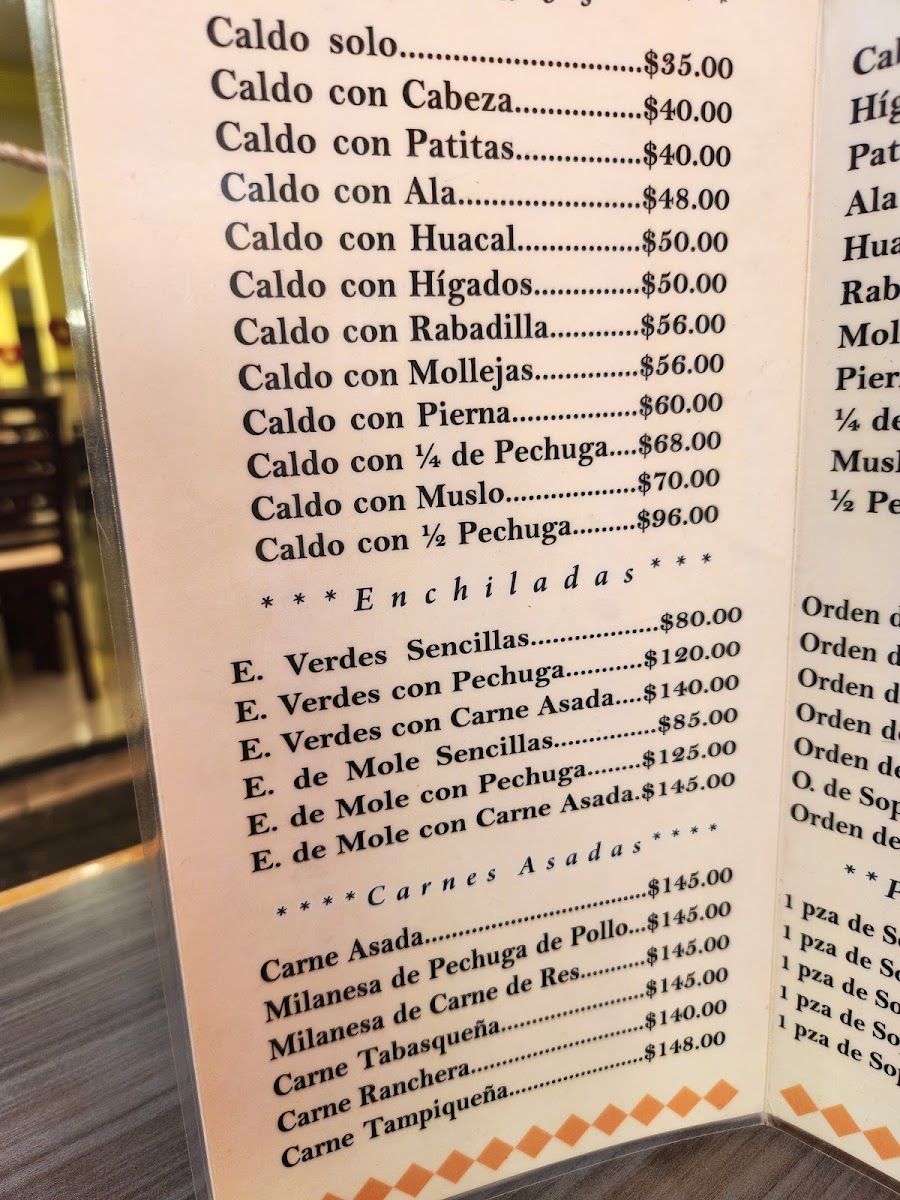 Caldo solo..............................$35.00
Caldo con Cabeza................$40.00
Caldo con Patitas................$40.00
Caldo con Ala.......................$48.00
Caldo con Huacal................$50.00
Caldo con Hígados..............$50.00
Caldo con Rabadilla............$56.00
Caldo con Mollejas..............$56.00
Caldo con Pierna.................$60.00
Caldo con ¼ de Pechuga....$68.00
Caldo con Muslo..................$70.00
Caldo con ½ Pechuga.........$96.00
* * * Enchiladas * * *
E. Verdes Sencillas...................$80.00
E. Verdes con Pechuga...........$120.00
E. Verdes con Carne Asada....$140.00
E. de Mole Sencillas...............$85.00
E. de Mole con Pechuga........$125.00
E. de Mole con Carne Asada.$145.00
* * * * Carnes Asadas * * * *
Carne Asada..................................$145.00
Milanesa de Pechuga de Pollo...$145.00
Milanesa de Carne de Res..........$145.00
Carne Tabasqueña......................$145.00
Carne Ranchera..........................$140.00
Carne Tampiqueña.....................$148.00
Ala
¼ de
½
Orden
Orden
Orden
Orden
Orden de
O. de
Orden de
* *
1 pza de
1 pza de
1 pza de
1 pza de
1 pza de